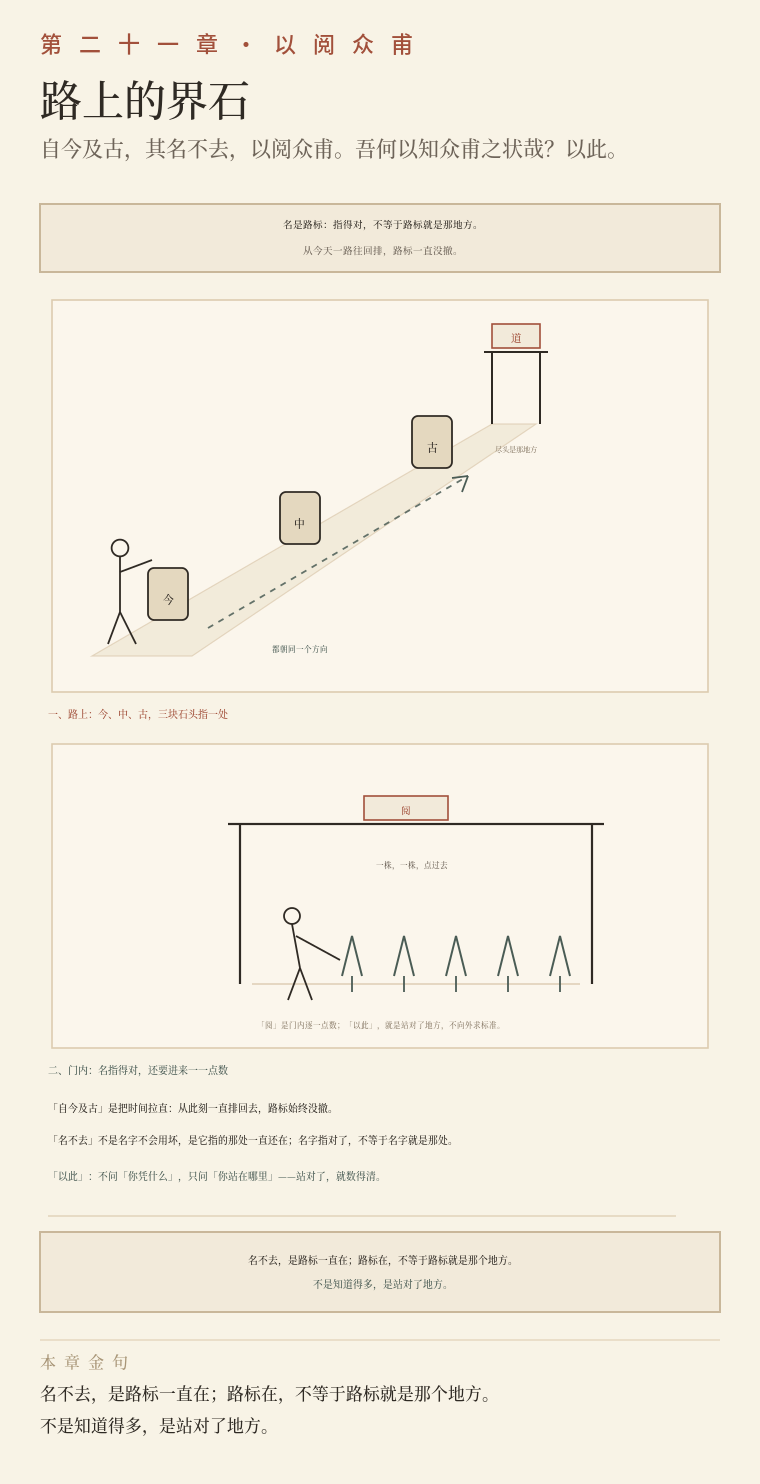 第二十一章·以阅众甫
路上的界石
自今及古，其名不去，以阅众甫。吾何以知众甫之状哉？以此。
名是路标：指得对，不等于路标就是那地方。
从今天一路往回排，路标一直没撤。
道
古
尽头是那地方
中
今
都朝同一个方向
一、路上：今、中、古，三块石头指一处
阅
一株，一株，点过去
「阅」是门内逐一点数；「以此」，就是站对了地方，不向外求标准。
二、门内：名指得对，还要进来一一点数
「自今及古」是把时间拉直：从此刻一直排回去，路标始终没撤。
「名不去」不是名字不会用坏，是它指的那处一直还在；名字指对了，不等于名字就是那处。
「以此」：不问「你凭什么」，只问「你站在哪里」——站对了，就数得清。
名不去，是路标一直在；路标在，不等于路标就是那个地方。
不是知道得多，是站对了地方。
本章金句
名不去，是路标一直在；路标在，不等于路标就是那个地方。
不是知道得多，是站对了地方。